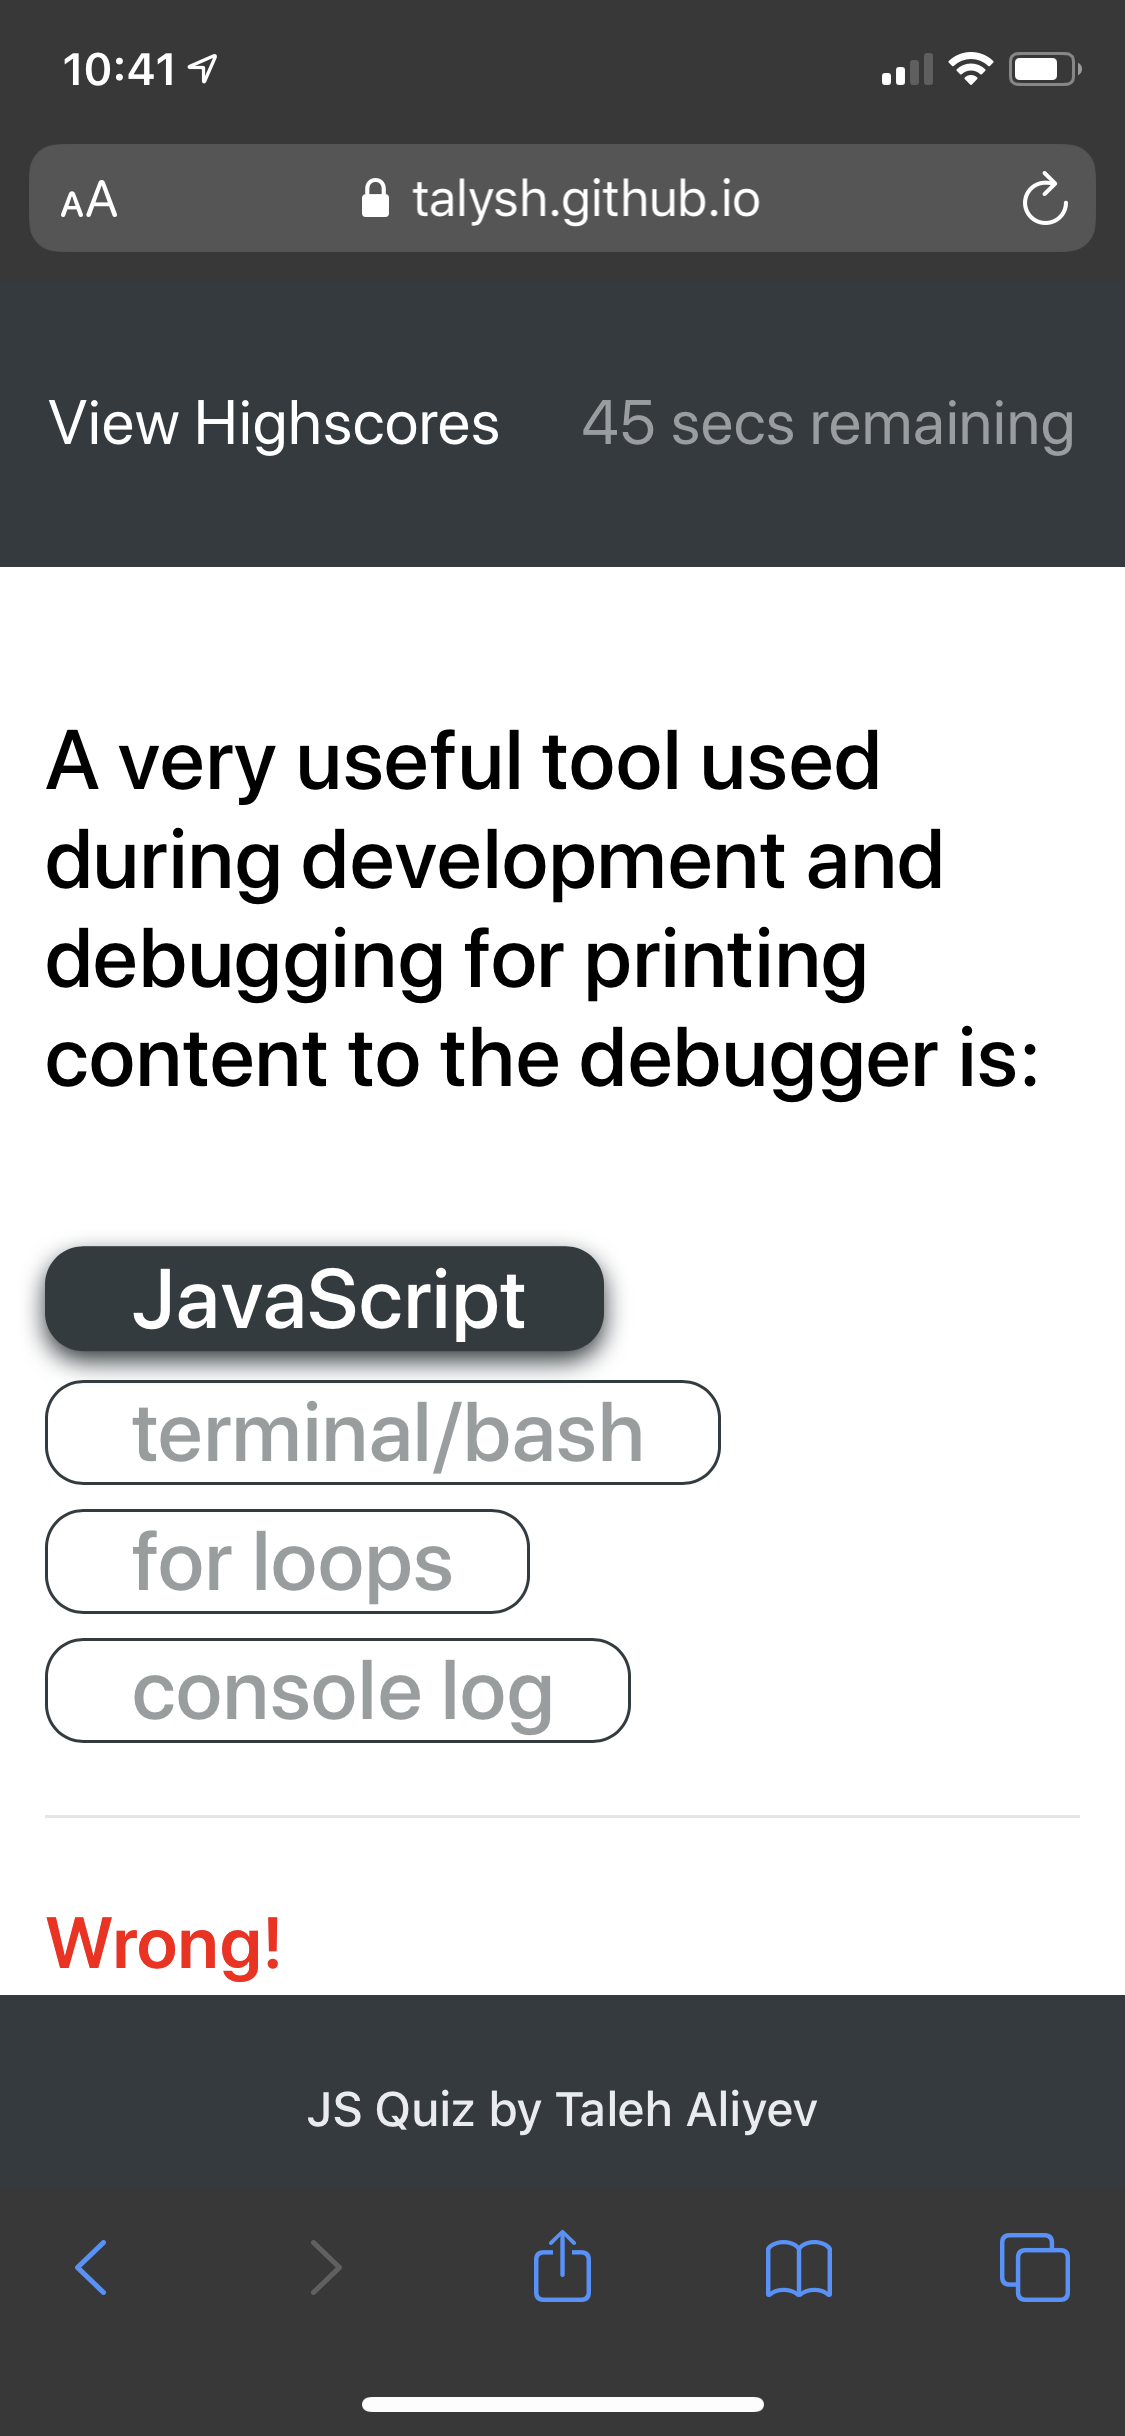 10:41
AA talysh.github.io
View Highscores 45 secs remaining
A very useful tool used
during development and
debugging for printing
content to the debugger is:
JavaScript
terminal/bash
for loops
console log
Wrong!
JS Quiz by Taleh Aliyev